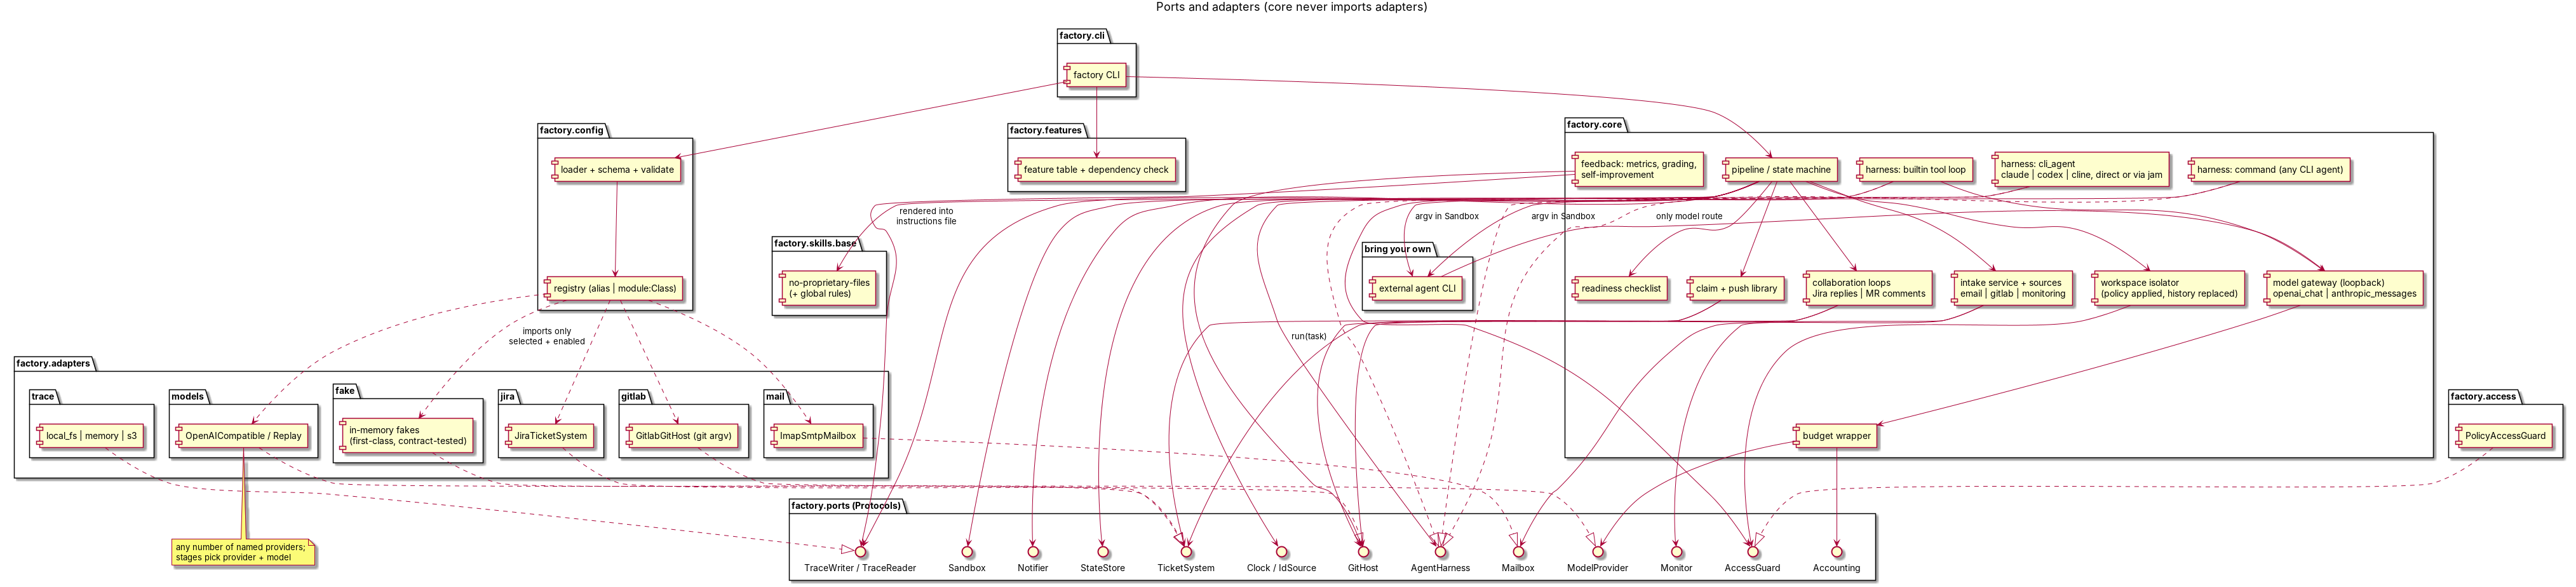 Ports and adapters (core never imports adapters)
factory.cli
factory CLI
factory.config
loader + schema + validate
registry (alias | module:Class)
factory.features
feature table + dependency check
factory.core
feedback: metrics, grading,
self-improvement
pipeline / state machine
harness: builtin tool loop
harness: cli_agent
claude | codex | cline, direct or via jam
harness: command (any CLI agent)
rendered into
instructions file
argv in Sandbox
argv in Sandbox
only model route
factory.skills.base
no-proprietary-files
(+ global rules)
bring your own
external agent CLI
readiness checklist
claim + push library
collaboration loops
Jira replies | MR comments
intake service + sources
email | gitlab | monitoring
workspace isolator
(policy applied, history replaced)
model gateway (loopback)
openai_chat | anthropic_messages
imports only
selected + enabled
run(task)
factory.adapters
trace
local_fs | memory | s3
models
OpenAICompatible / Replay
fake
in-memory fakes
(first-class, contract-tested)
jira
JiraTicketSystem
gitlab
GitlabGitHost (git argv)
mail
ImapSmtpMailbox
budget wrapper
factory.access
PolicyAccessGuard
any number of named providers;
stages pick provider + model
factory.ports (Protocols)
TraceWriter / TraceReader
Sandbox
Notifier
StateStore
TicketSystem
Clock / IdSource
GitHost
AgentHarness
Mailbox
ModelProvider
Monitor
AccessGuard
Accounting